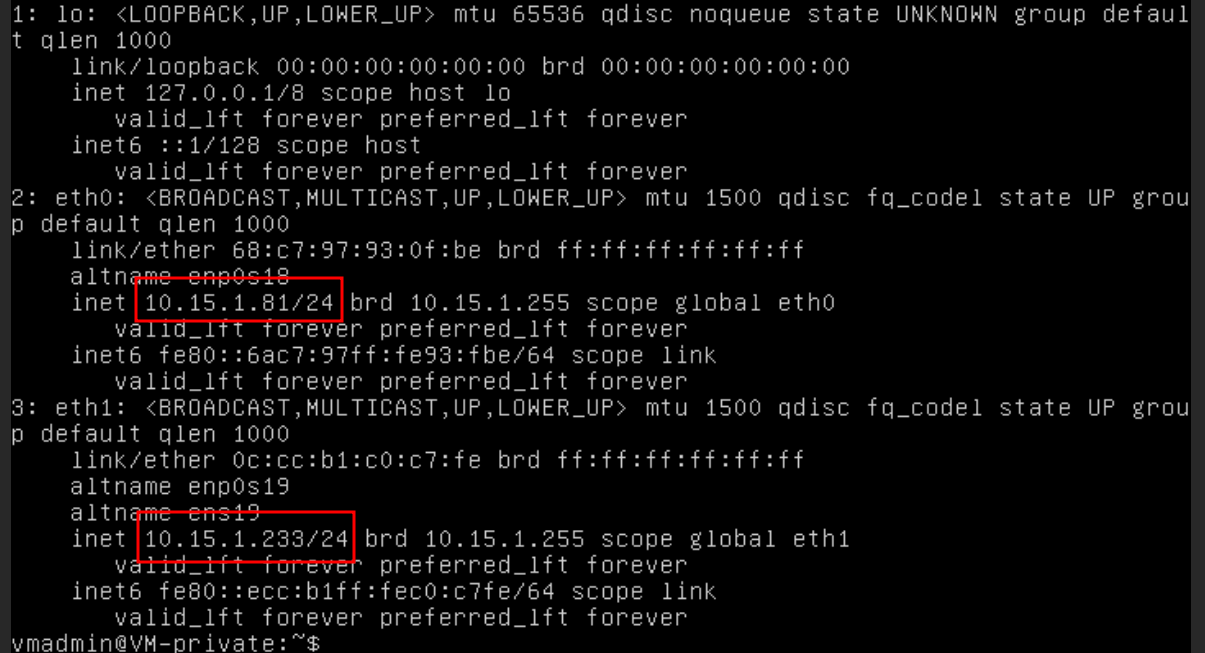 1: lo: <LOOPBACK,UP,LOWER_UP> mtu 65536 qdisc noqueue state UNKNOWN group defaul
t qlen 1000
    link/loopback 00:00:00:00:00:00 brd 00:00:00:00:00:00
    inet 127.0.0.1/8 scope host lo
       valid_lft forever preferred_lft forever
    inet6 ::1/128 scope host
       valid_lft forever preferred_lft forever
2: eth0: <BROADCAST,MULTICAST,UP,LOWER_UP> mtu 1500 qdisc fq_codel state UP grou
p default qlen 1000
    link/ether 68:c7:97:93:0f:be brd ff:ff:ff:ff:ff:ff
    altname enp0s18
    inet 10.15.1.81/24 brd 10.15.1.255 scope global eth0
       valid_lft forever preferred_lft forever
    inet6 fe80::6ac7:97ff:fe93:fbe/64 scope link
       valid_lft forever preferred_lft forever
3: eth1: <BROADCAST,MULTICAST,UP,LOWER_UP> mtu 1500 qdisc fq_codel state UP grou
p default qlen 1000
    link/ether 0c:cc:b1:c0:c7:fe brd ff:ff:ff:ff:ff:ff
    altname enp0s19
    altname ens19
    inet 10.15.1.233/24 brd 10.15.1.255 scope global eth1
       valid_lft forever preferred_lft forever
    inet6 fe80::ecc:b1ff:fec0:c7fe/64 scope link
       valid_lft forever preferred_lft forever
vmadmin@VM-private:~$